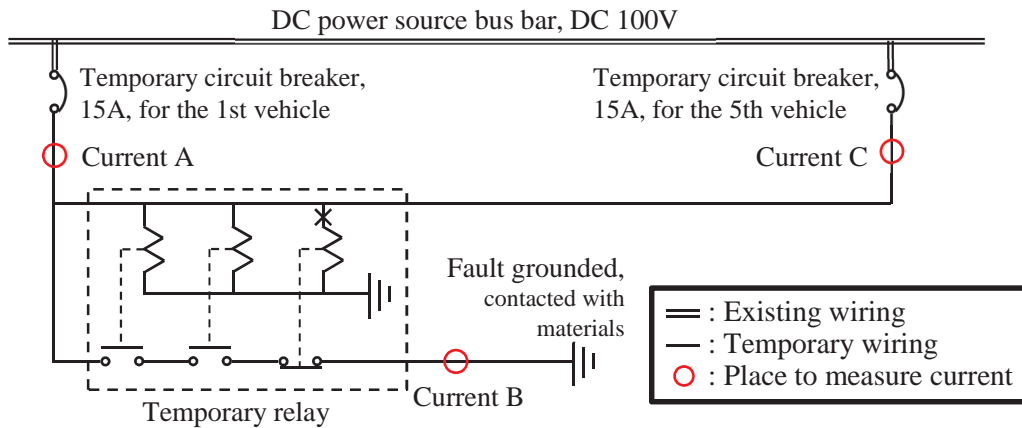 DC power source bus bar, DC 100V
Temporary circuit breaker,
15A, for the 1st vehicle
Temporary circuit breaker,
15A, for the 5th vehicle
Current A
Current C
Fault grounded,
contacted with
materials
Current B
Temporary relay
: Existing wiring
: Temporary wiring
: Place to measure current